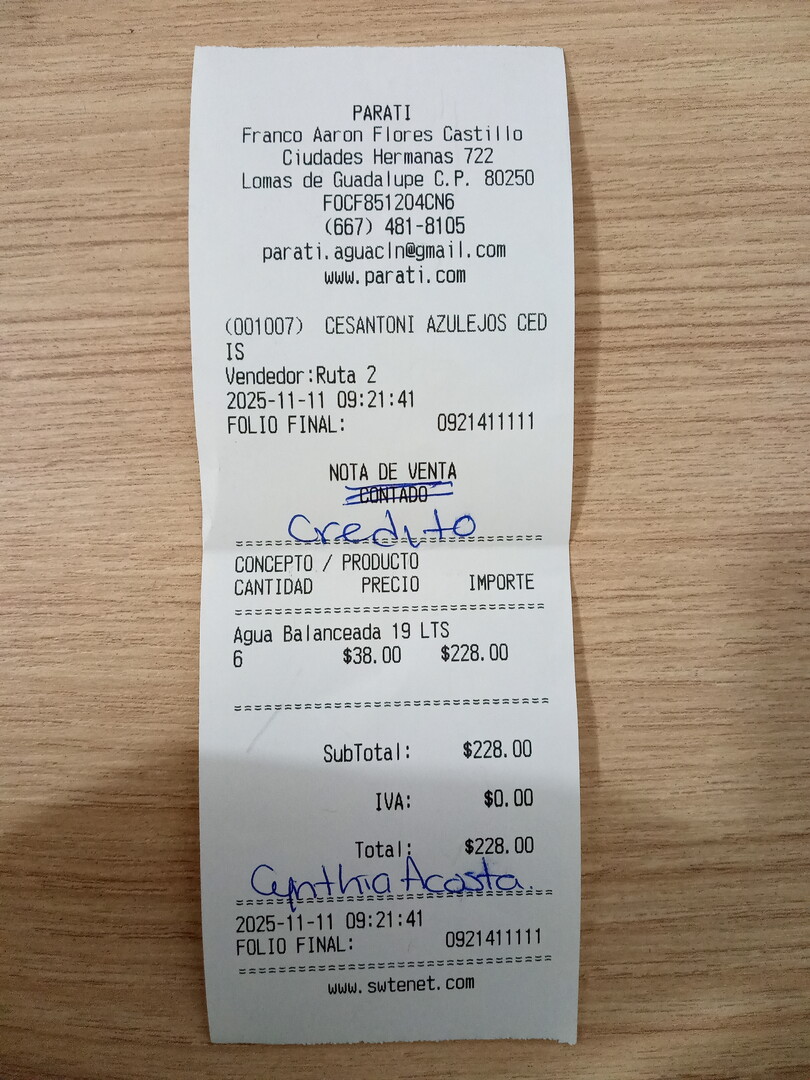 PARATI
Franco Aaron Flores Castillo
Ciudades Hermanas 722
Lomas de Guadalupe C.P. 80250
FOCF851204CN6
(667) 481-8105
parati.aguacln@gmail.com
www.parati.com
(001007) CESANTONI AZULEJOS CED
IS
Vendedor:Ruta 2
2025-11-11 09:21:41
FOLIO FINAL: 0921411111
NOTA DE VENTA
CONTADO
Credito
==============================
CONCEPTO / PRODUCTO
CANTIDAD PRECIO IMPORTE
==============================
Agua Balanceada 19 LTS
6 $38.00 $228.00
==============================
SubTotal: $228.00
IVA: $0.00
Total: $228.00
Cynthia Acosta.
==============================
2025-11-11 09:21:41
FOLIO FINAL: 0921411111
==============================
www.swtenet.com